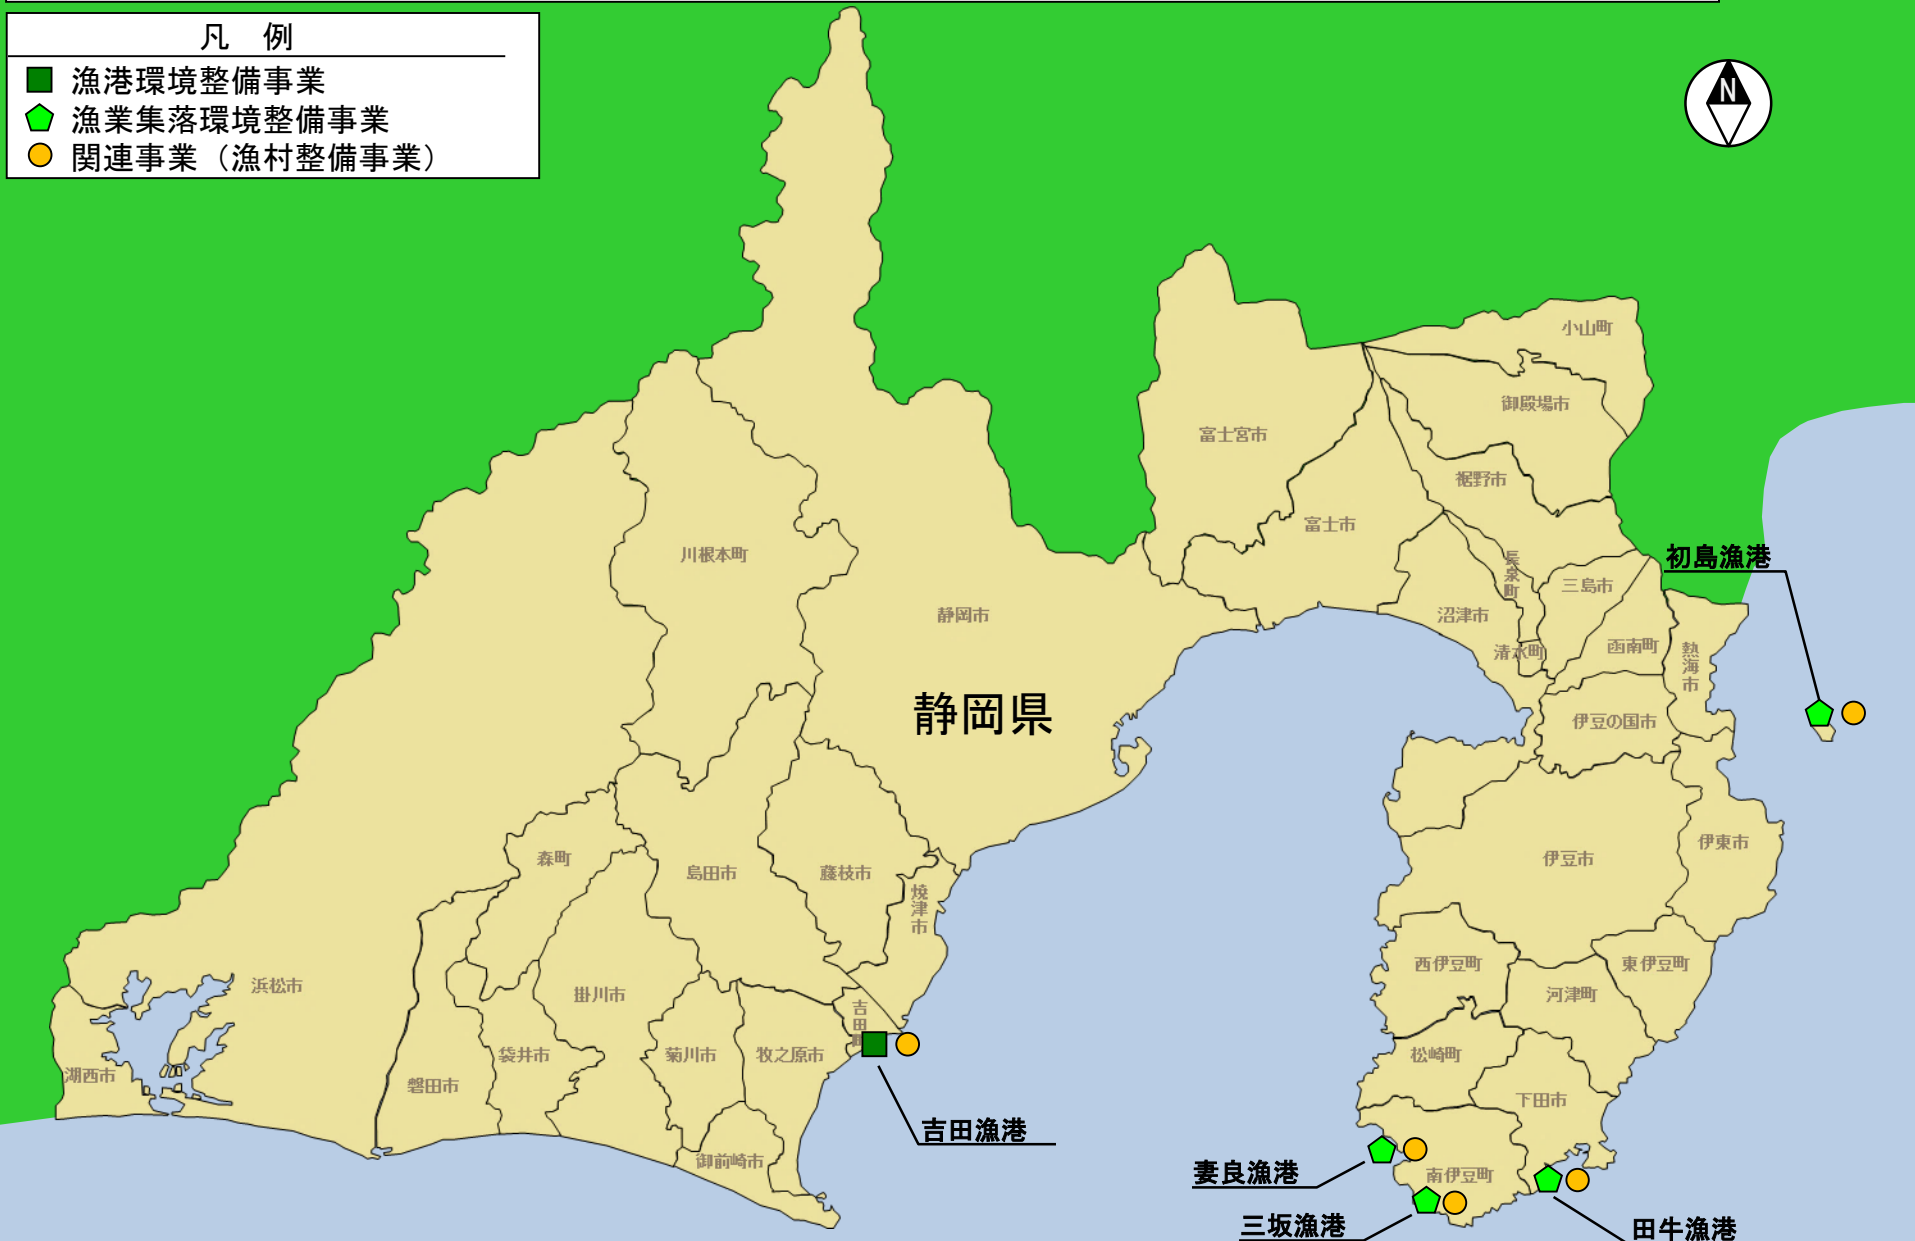 凡　例
漁港環境整備事業
漁業集落環境整備事業
関連事業（漁村整備事業）
N
小山町
御殿場市
富士宮市
裾野市
富士市
長泉町
初島漁港
川根本町
三島市
静岡市
沼津市
清水町
函南町
熱海市
静岡県
伊豆の国市
森町
島田市
藤枝市
焼津市
伊豆市
伊東市
西伊豆町
東伊豆町
浜松市
掛川市
河津町
吉田町
袋井市
菊川市
牧之原市
松崎町
湖西市
磐田市
下田市
吉田漁港
御前崎市
妻良漁港
南伊豆町
三坂漁港
田牛漁港